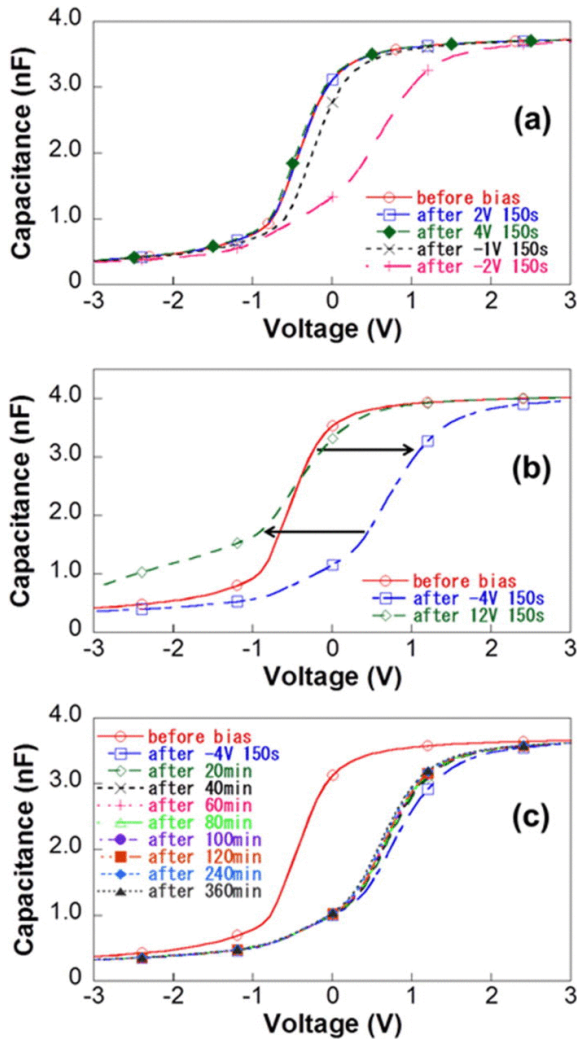 4.0
3.0
2.0
1.0
0
Capacitance (nF)
(a)
before bias
after 2V 150s
after 4V 150s
after -1V 150s
after -2V 150s
-3 -2 -1 0 1 2 3
Voltage (V)
4.0
3.0
2.0
1.0
0
Capacitance (nF)
(b)
before bias
after -4V 150s
after 12V 150s
-3 -2 -1 0 1 2 3
Voltage (V)
4.0
3.0
2.0
1.0
0
Capacitance (nF)
before bias
after -4V 150s
after 20min
after 40min
after 60min
after 80min
after 100min
after 120min
after 240min
after 360min
(c)
-3 -2 -1 0 1 2 3
Voltage (V)